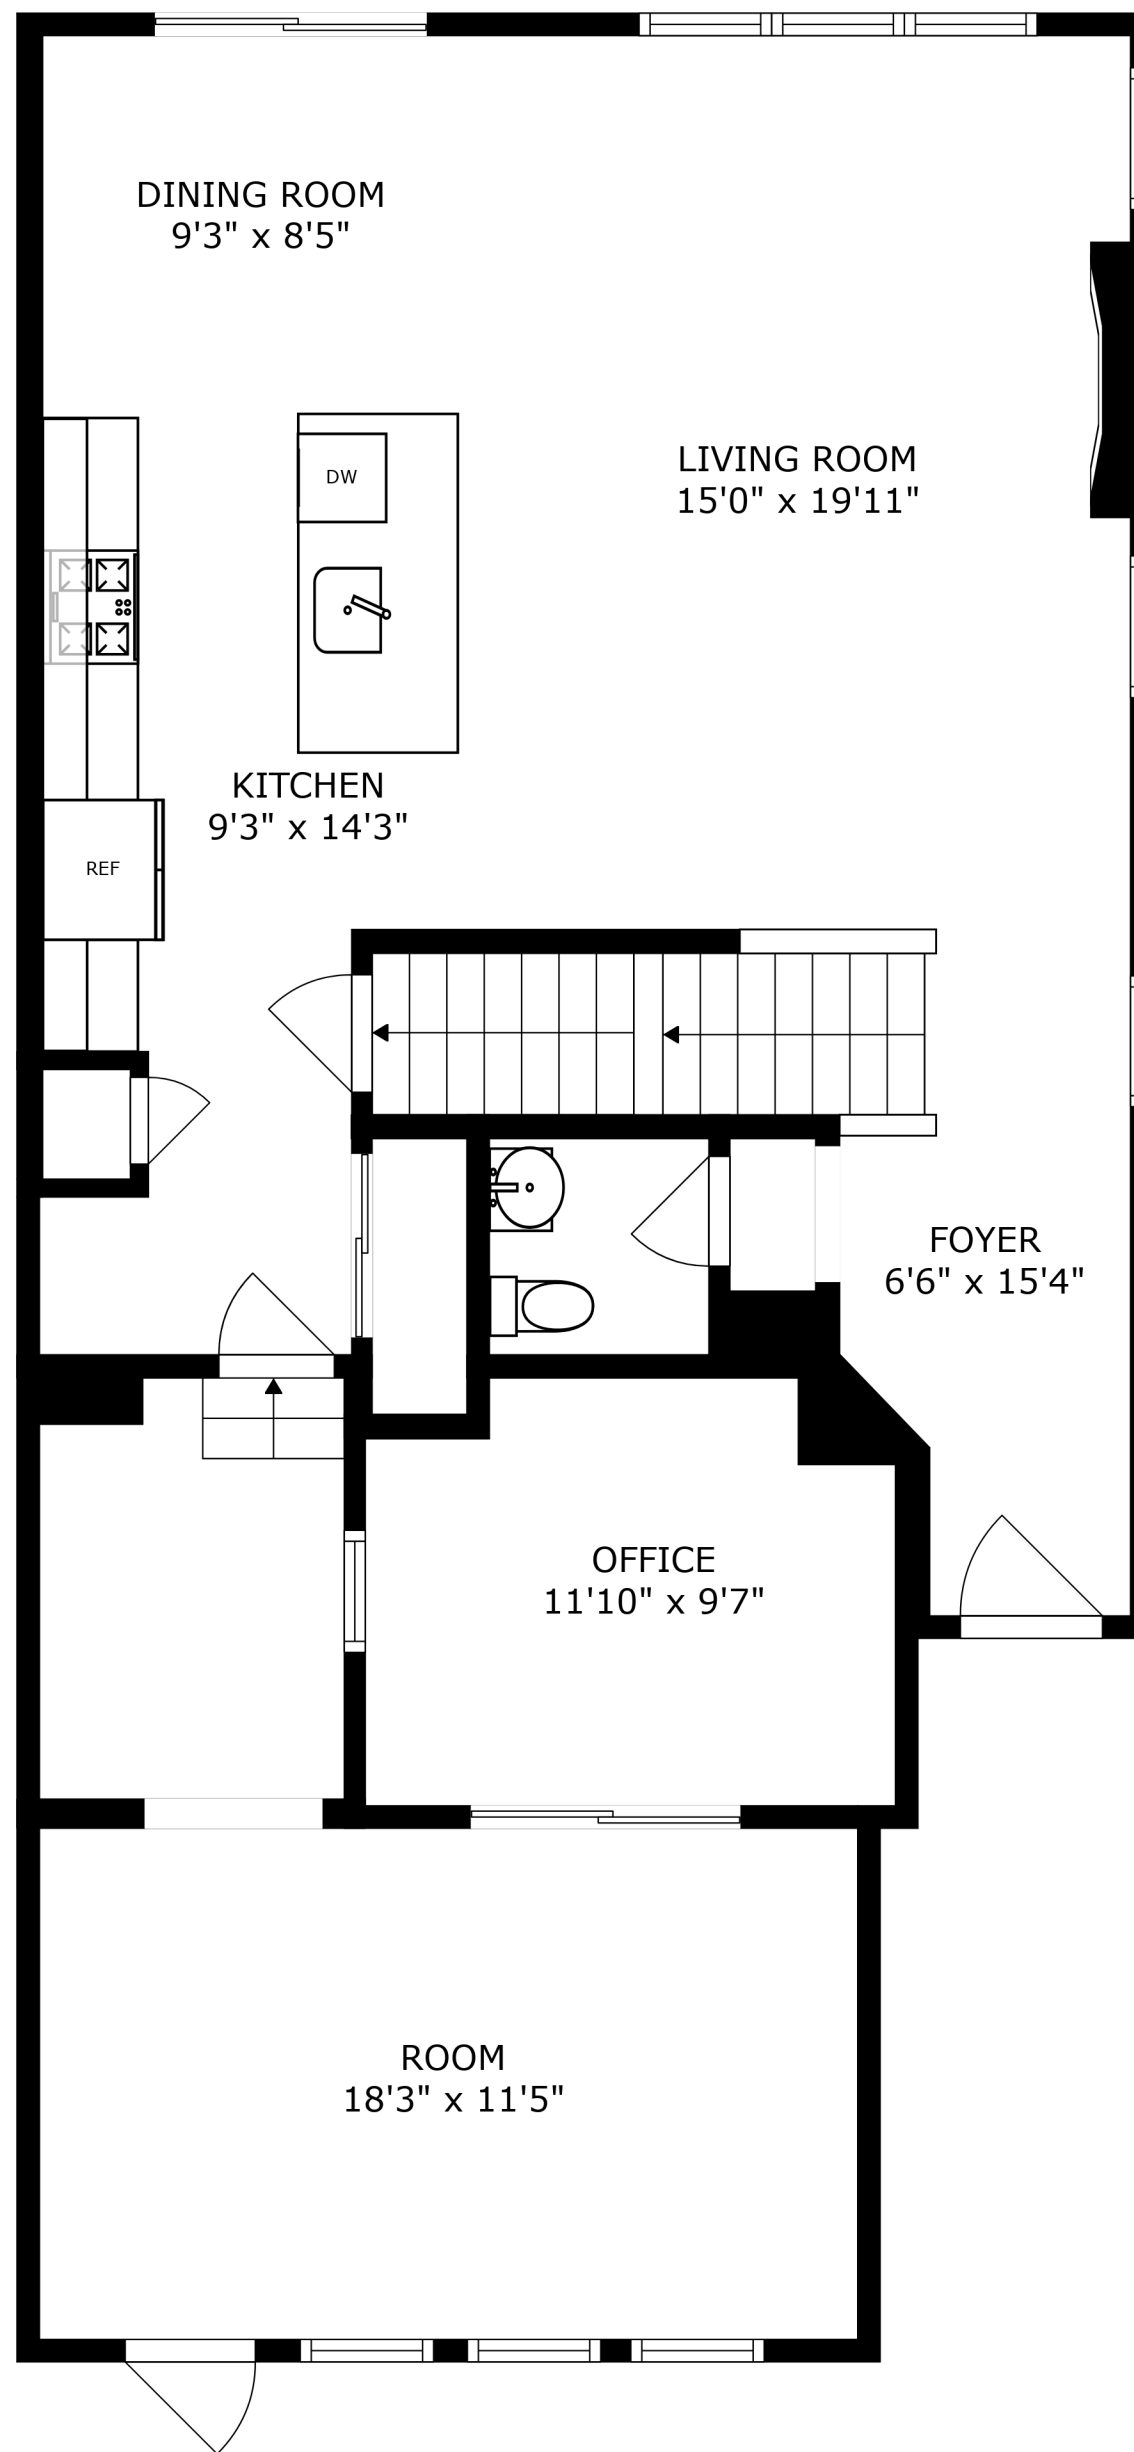 DINING ROOM
9'3" x 8'5"
LIVING ROOM
15'0" x 19'11"
DW
KITCHEN
9'3" x 14'3"
REF
FOYER
6'6" x 15'4"
OFFICE
11'10" x 9'7"
ROOM
18'3" x 11'5"